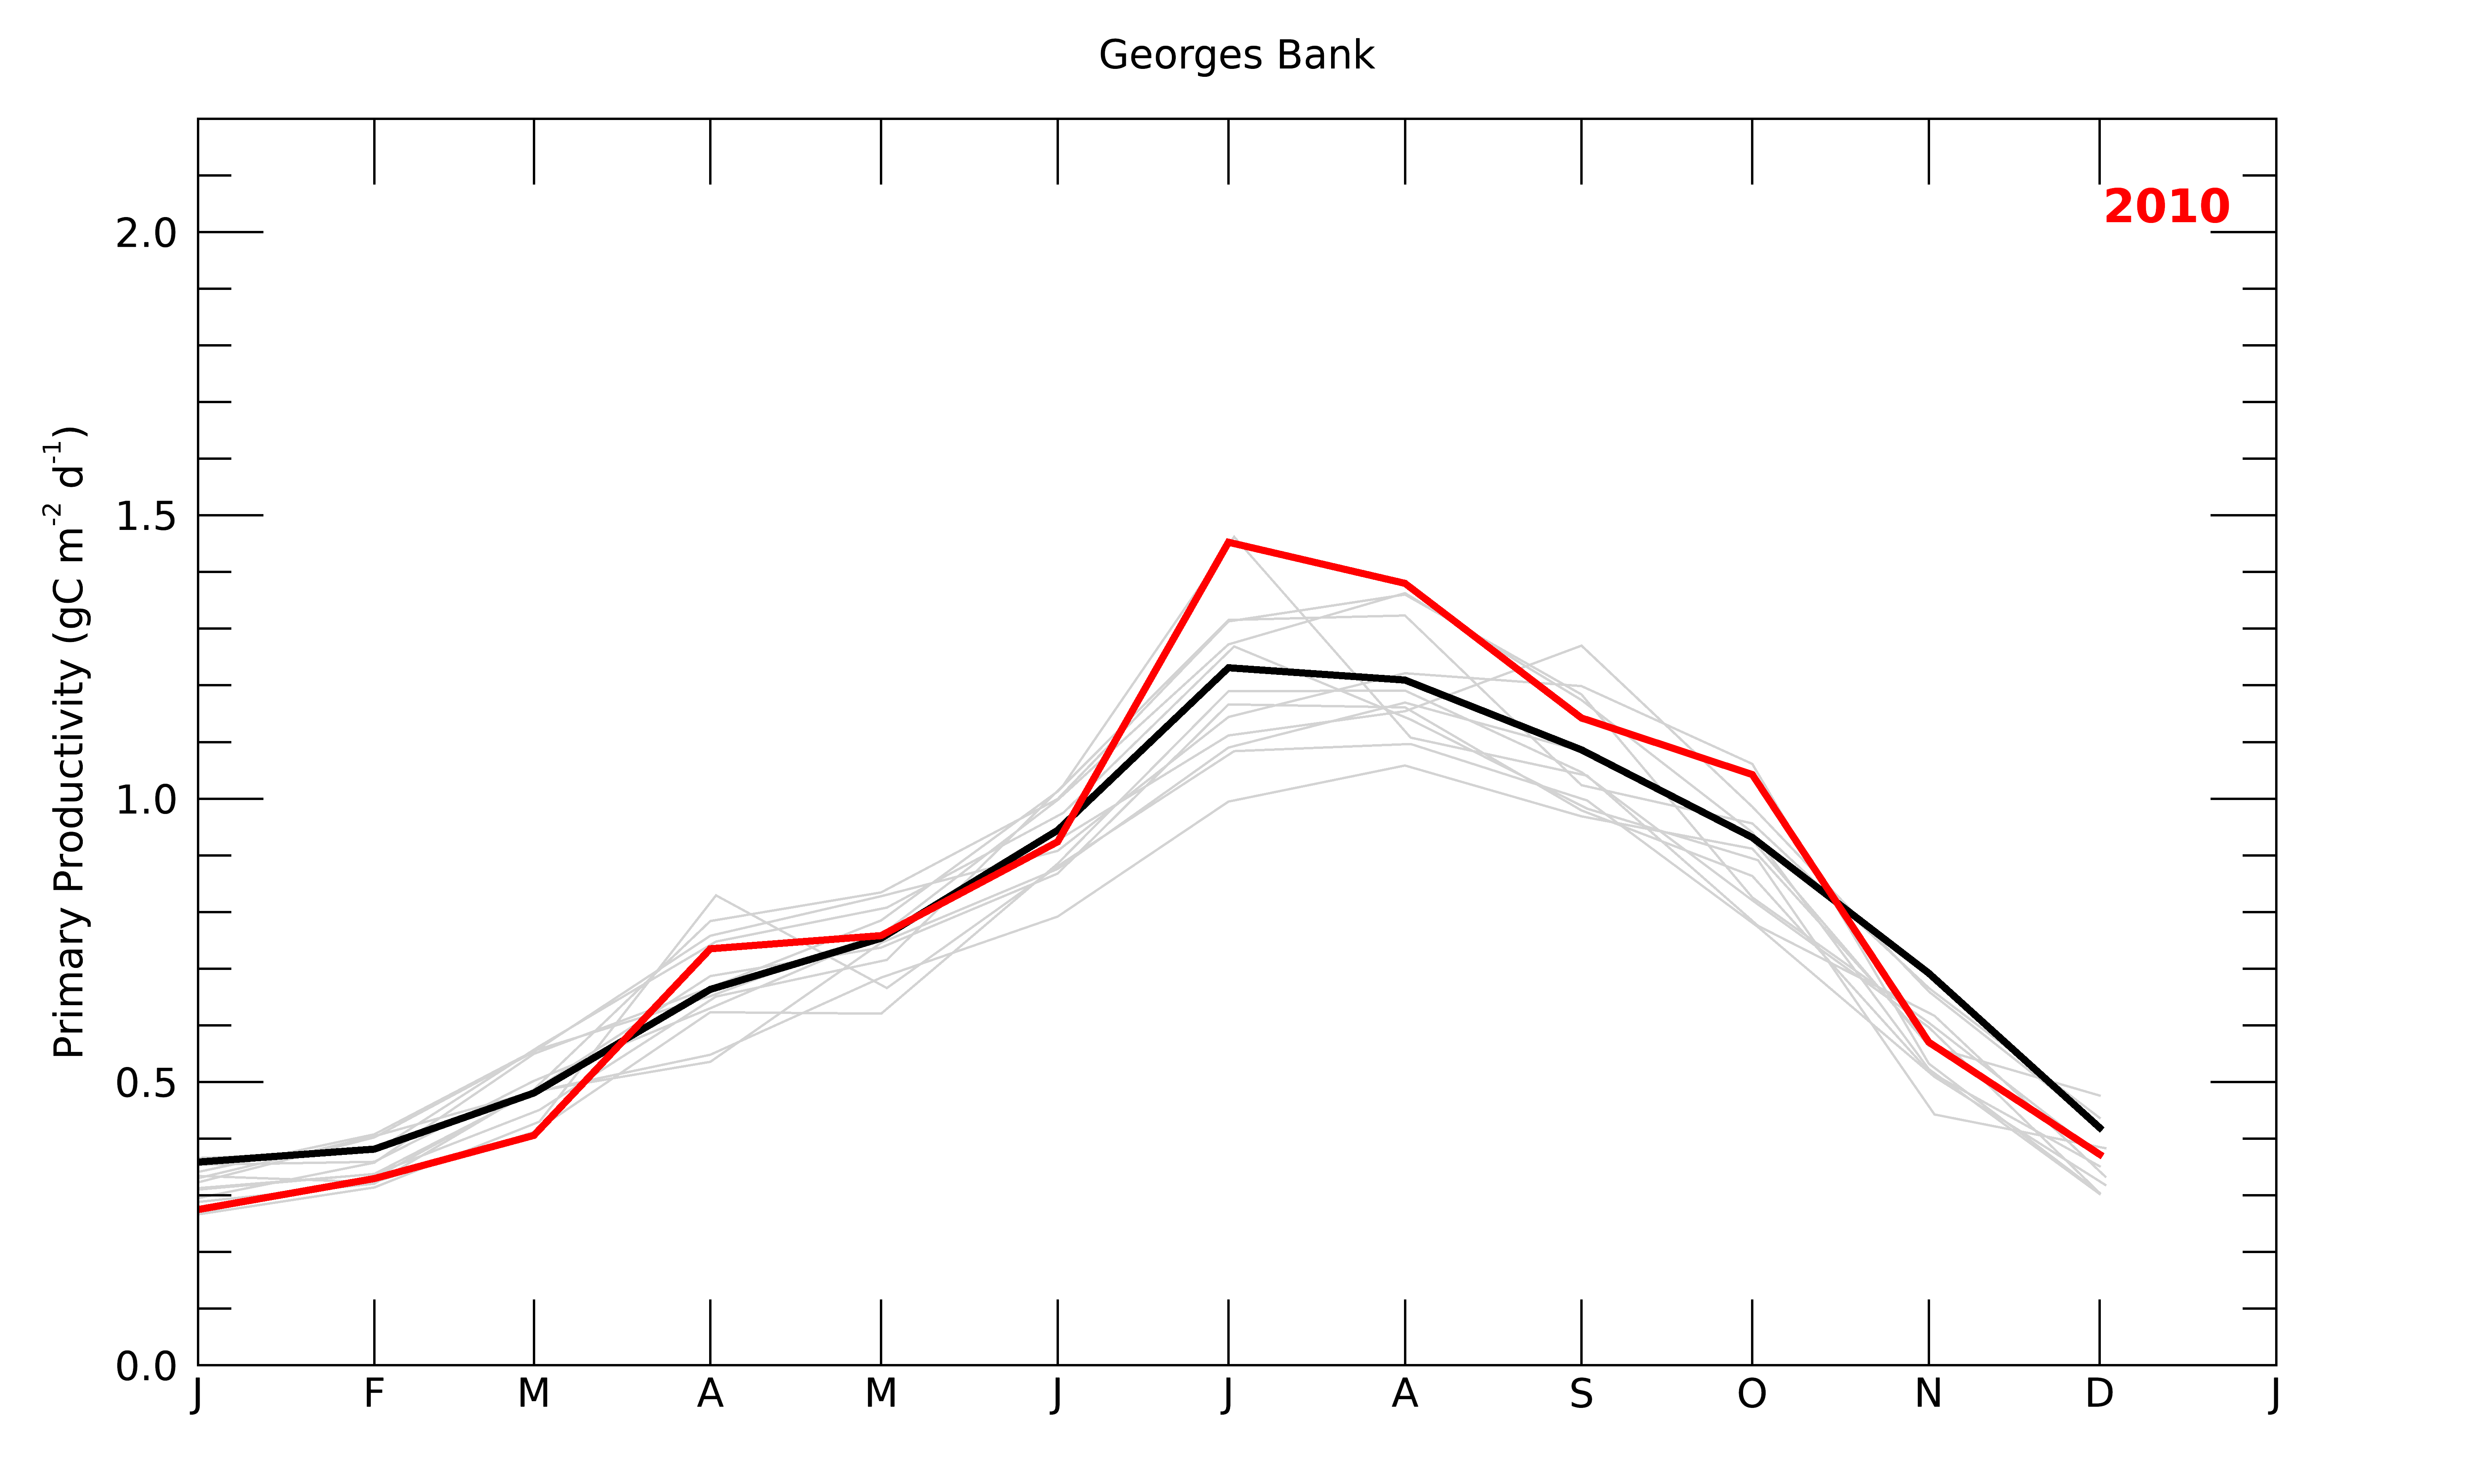 Georges Bank
2010
Primary Productivity (gC m⁻² d⁻¹)
2.0
1.5
1.0
0.5
0.0
J F M A M J J A S O N D J